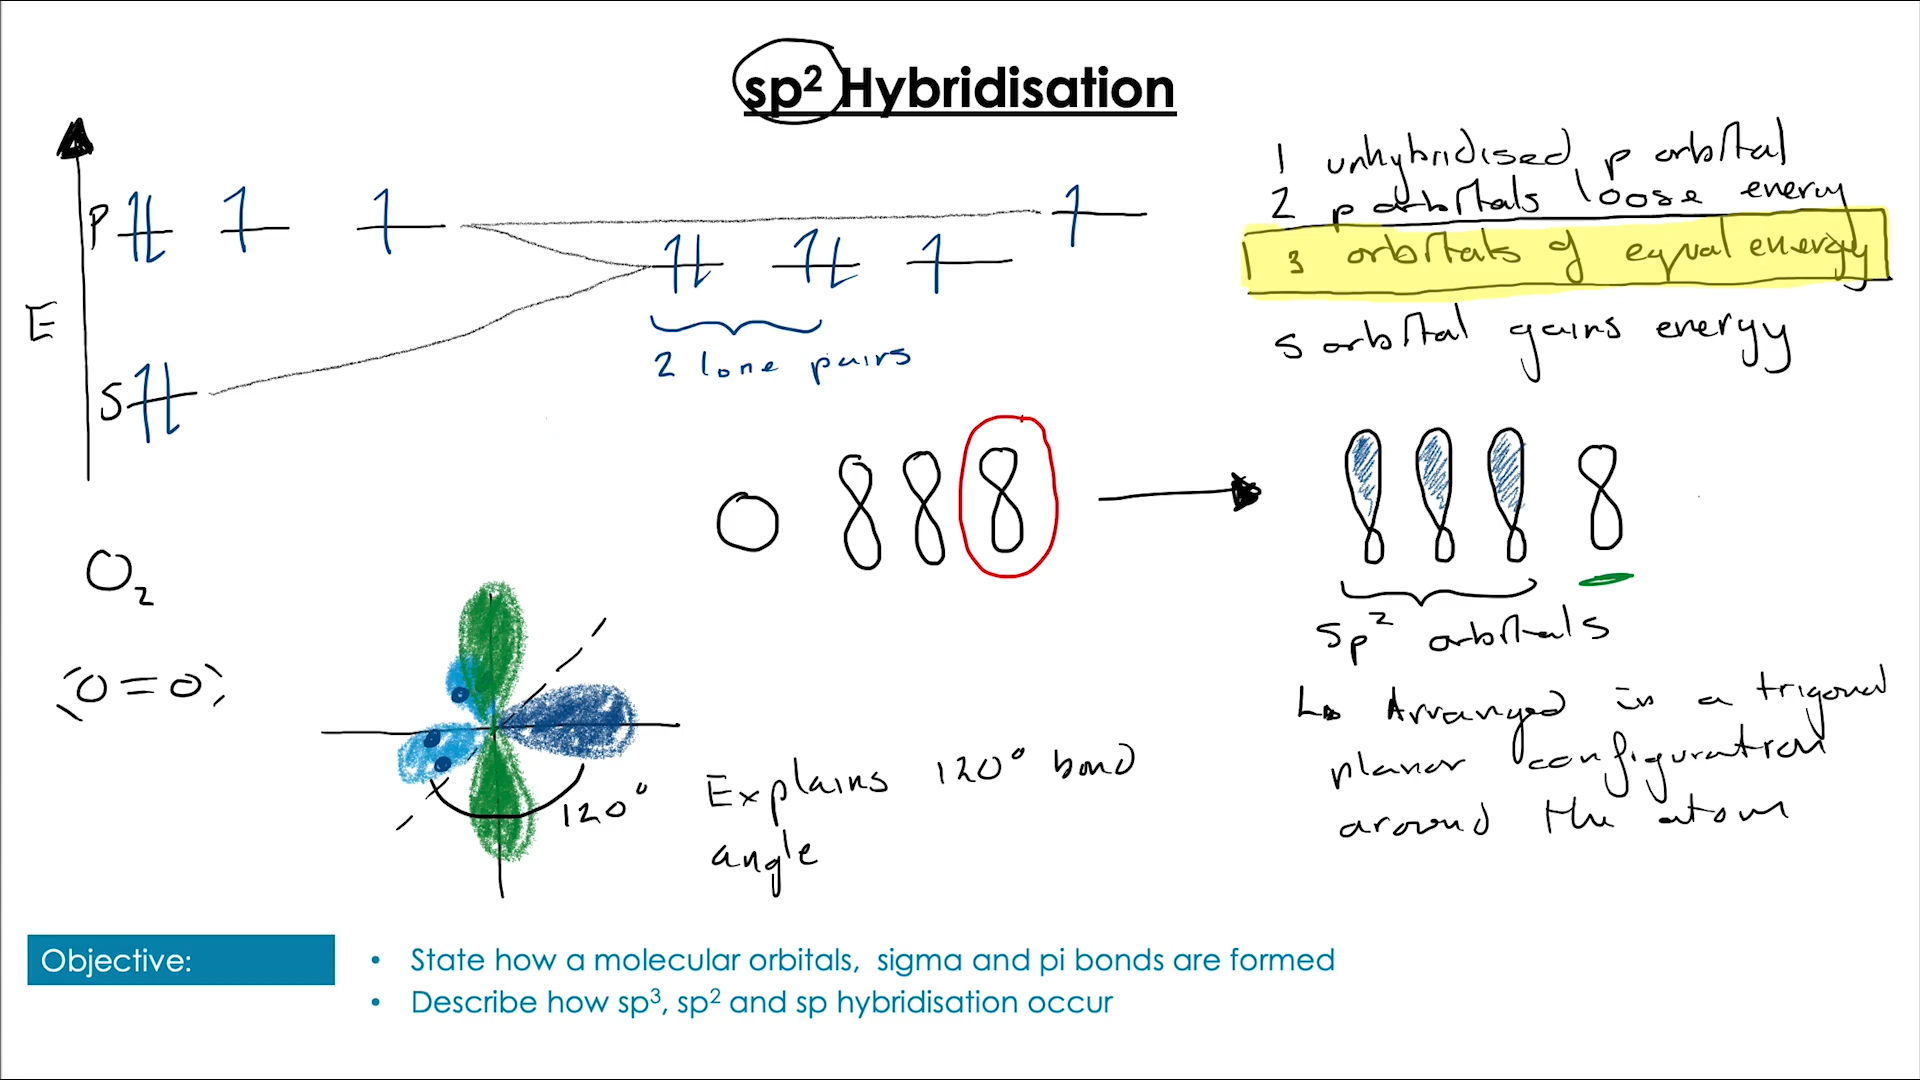 sp² Hybridisation
1 unhybridised p orbital
2 p orbitals loose energy
3 orbitals of equal energy
s orbital gains energy
P
E
S
2 lone pairs
O₂
O=O
sp² orbitals
Arranged in a trigonal
planar configuration
around the atom
120°
Explains 120° bond
angle
Objective:
• State how a molecular orbitals, sigma and pi bonds are formed
• Describe how sp³, sp² and sp hybridisation occur